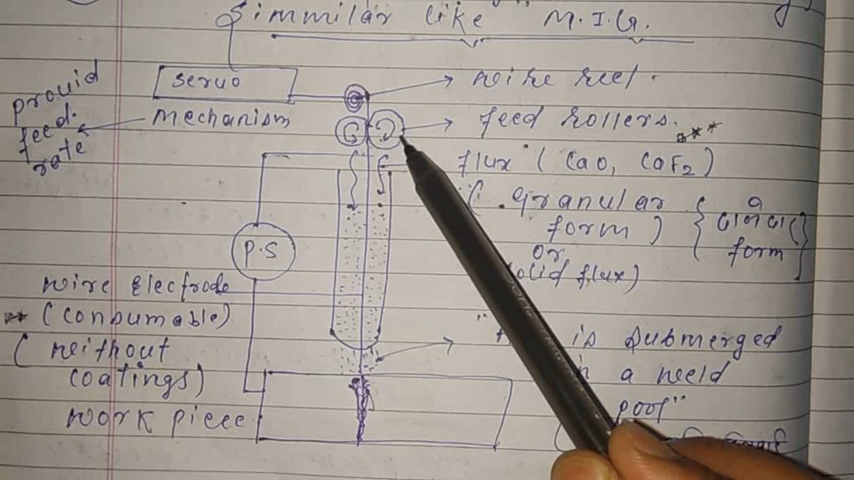 Simmilar like " M.I.G.
Servo
mechanism
provid
feed.
rate
wire reel.
feed rollers.
flux ( CaO, CaF2 )
( granular
form )
or
solid flux)
form
P.S
wire Electrode
** ( consumable)
( without
coatings)
work piece
is submerged
a weld
pool"